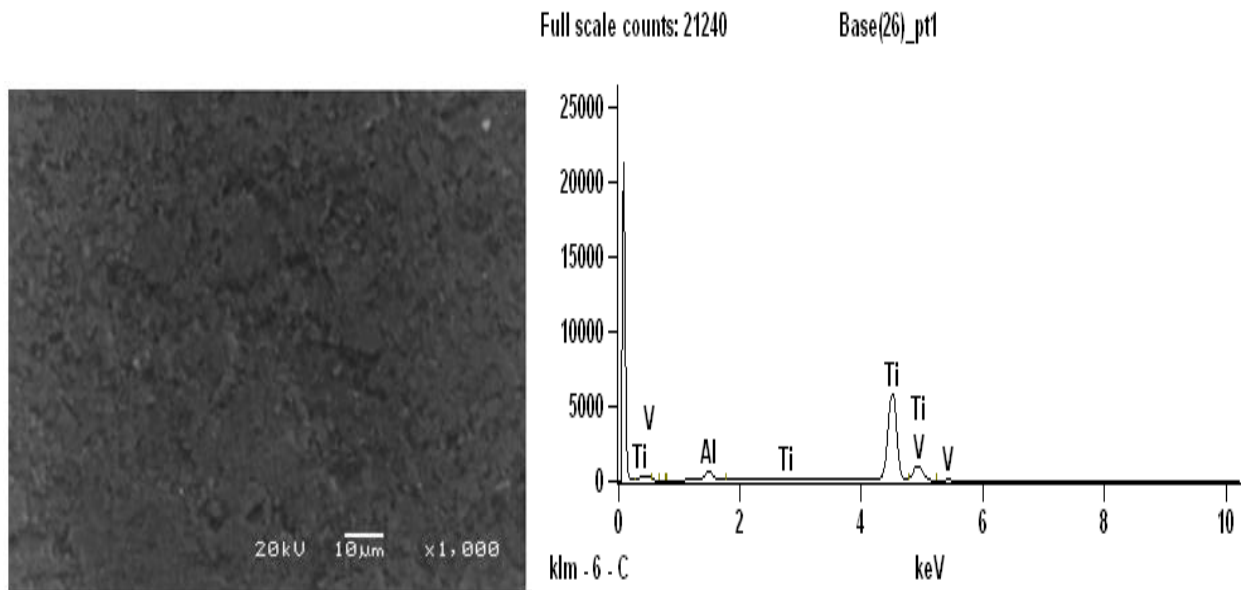 Full scale counts: 21240 Base(26)_pt1
25000
20000
15000
10000
5000
0
Ti
V
Al
Ti
Ti
Ti
V
V
0 2 4 6 8 10
klm - 6 - C keV
20kV 10µm x1,000